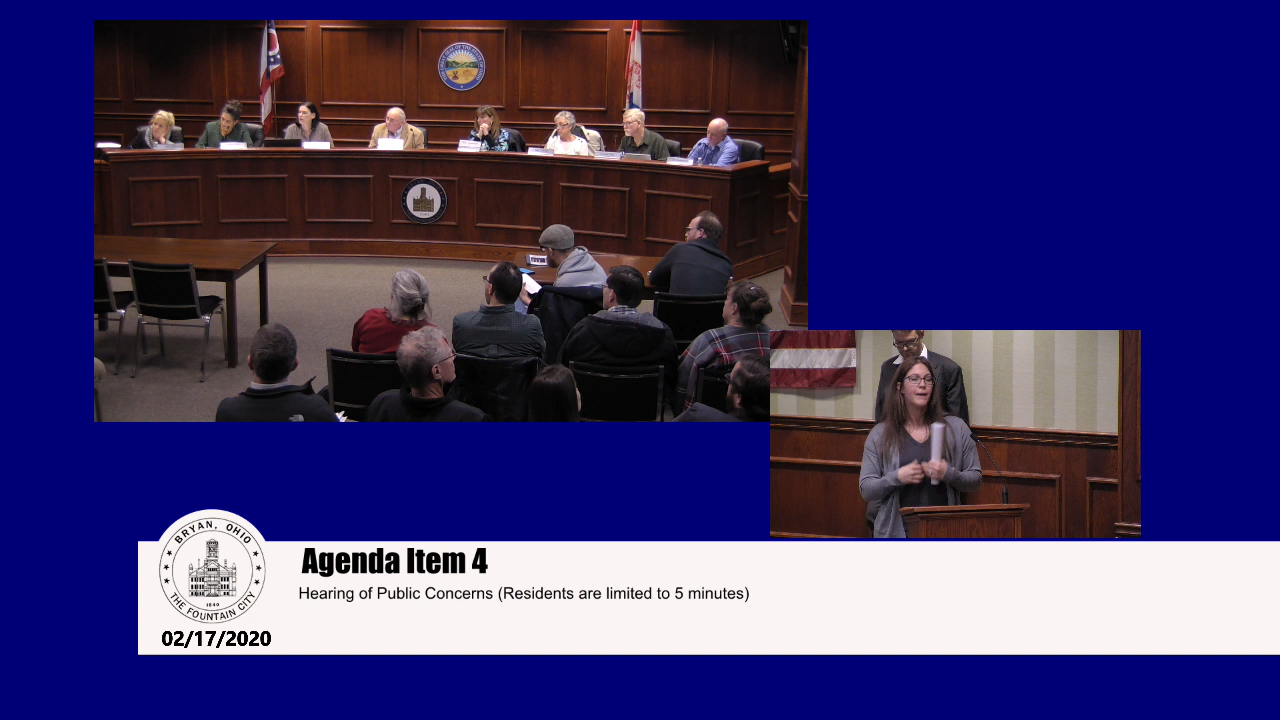 BRYAN, OHIO
1840
THE FOUNTAIN CITY
02/17/2020
Agenda Item 4
Hearing of Public Concerns (Residents are limited to 5 minutes)